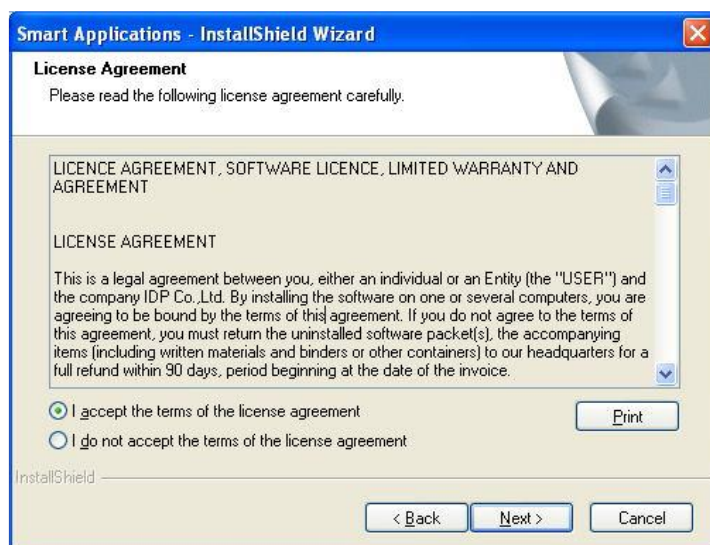 Smart Applications - InstallShield Wizard
License Agreement
Please read the following license agreement carefully.
LICENCE AGREEMENT, SOFTWARE LICENCE, LIMITED WARRANTY AND
AGREEMENT
LICENSE AGREEMENT
This is a legal agreement between you, either an individual or an Entity (the "USER") and
the company IDP Co.,Ltd. By installing the software on one or several computers, you are
agreeing to be bound by the terms of this agreement. If you do not agree to the terms of
this agreement, you must return the uninstalled software packet(s), the accompanying
items (including written materials and binders or other containers) to our headquarters for a
full refund within 90 days, period beginning at the date of the invoice.
I accept the terms of the license agreement
Print
I do not accept the terms of the license agreement
InstallShield
< Back
Next >
Cancel